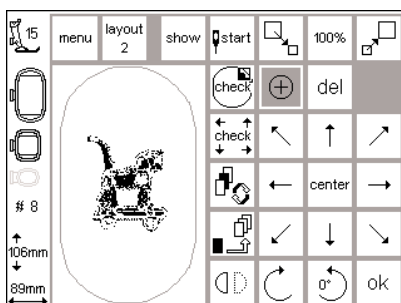 15
menu
layout
2
show
start
100%
check
del
check
center
# 8
106mm
89mm
0°
ok